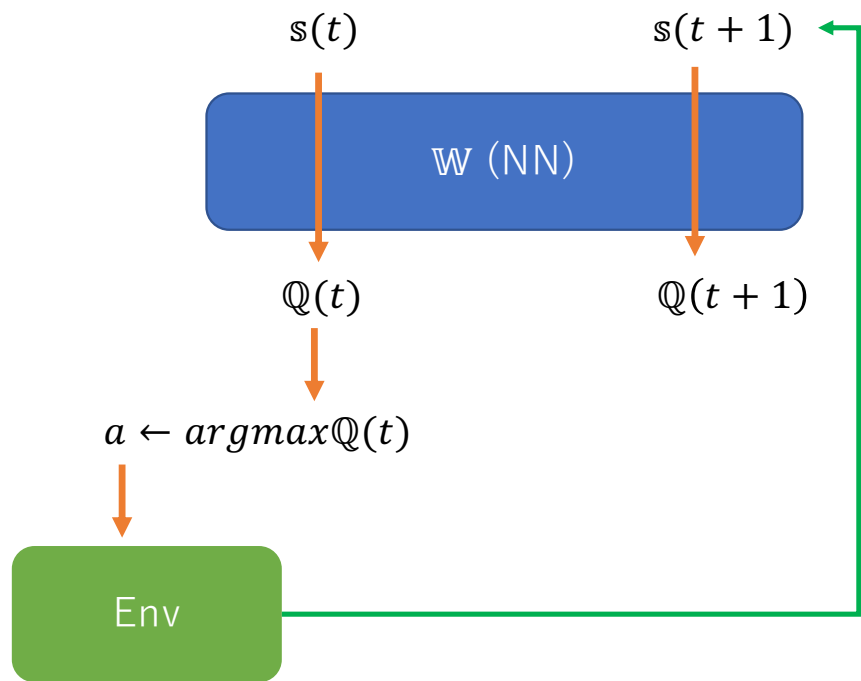 𝕤(t) 𝕤(t + 1)
𝕎 (NN)
ℚ(t) ℚ(t + 1)
a ← argmaxℚ(t)
Env